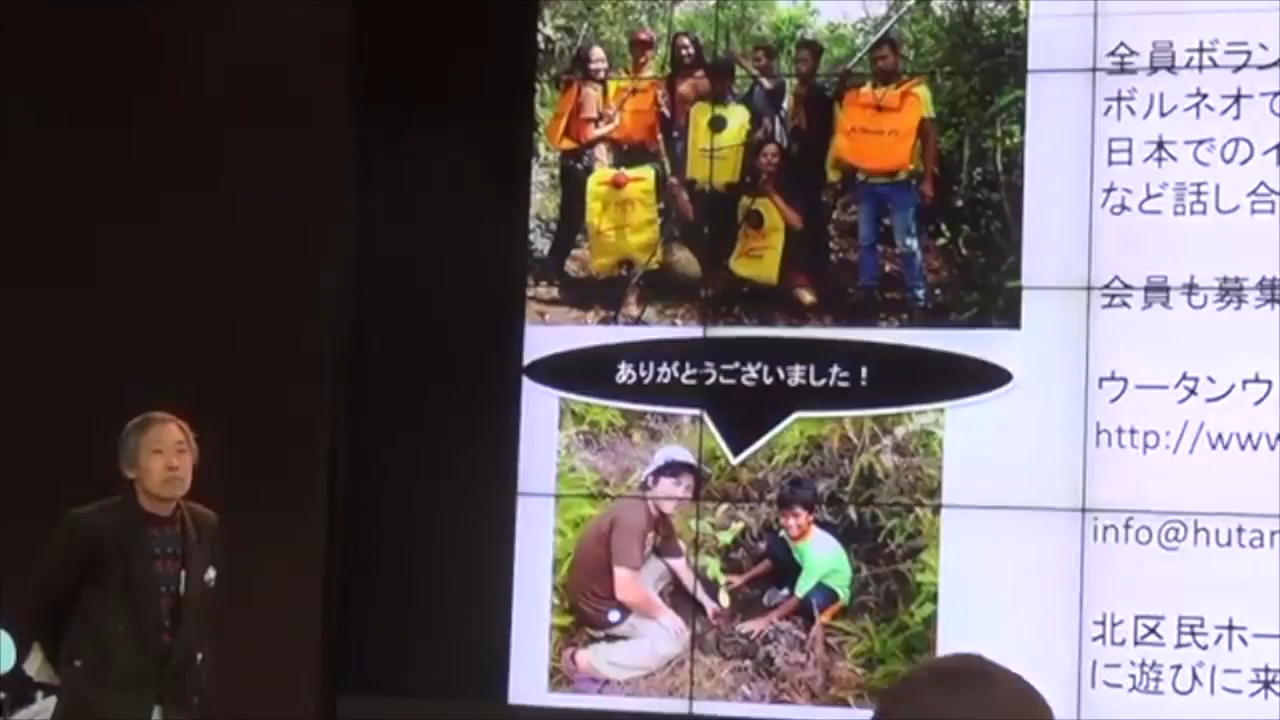 ありがとうございました！
全員ボラン
ボルネオで
日本でのイ
など話し合
会員も募集
ウータンウ
http://www
info@hutan
北区民ホー
に遊びに来